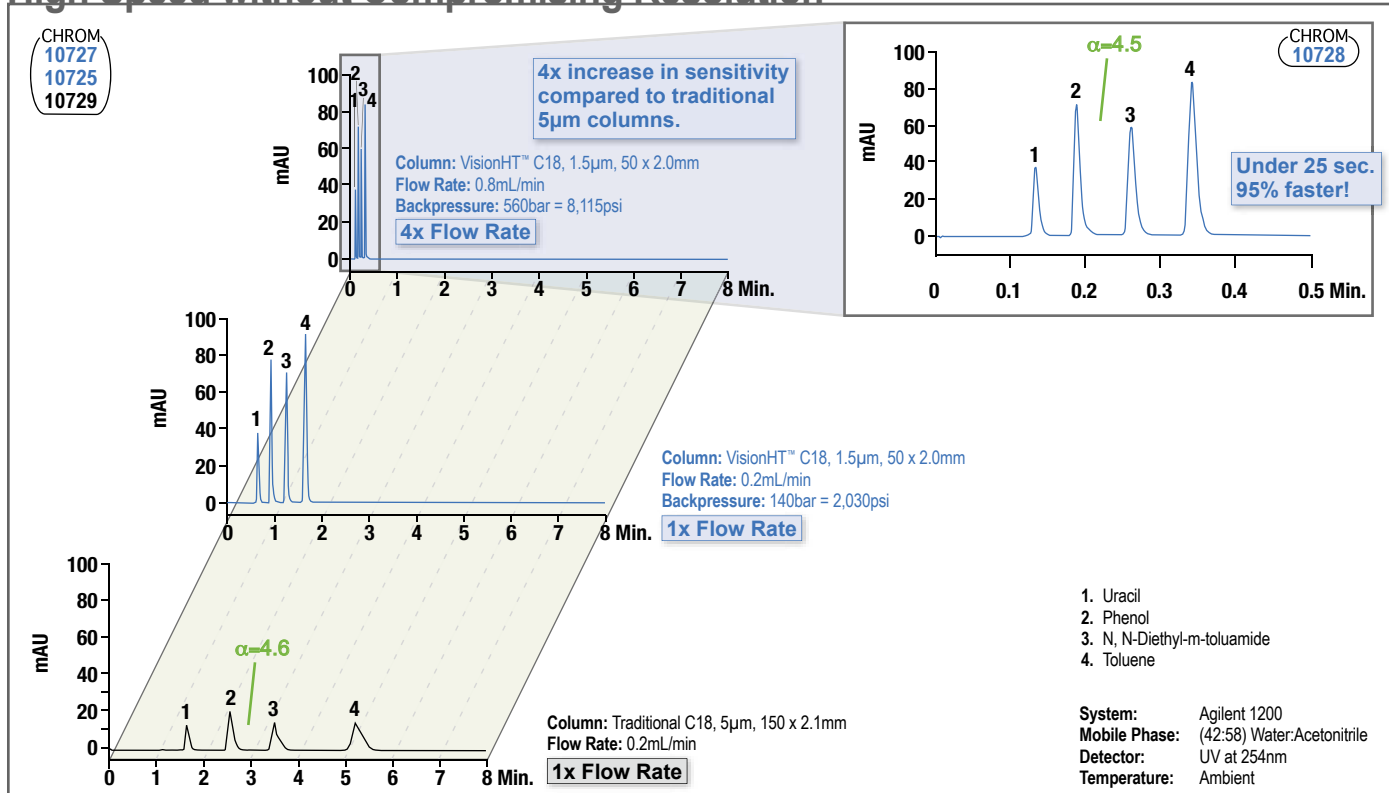 High Speed without Compromising Resolution
CHROM
10727
10725
10729
100
80
60
40
20
0
mAU
1
2
3
4
0 1 2 3 4 5 6 7 8 Min.
4x increase in sensitivity
compared to traditional
5µm columns.
Column: VisionHT™ C18, 1.5µm, 50 x 2.0mm
Flow Rate: 0.8mL/min
Backpressure: 560bar = 8,115psi
4x Flow Rate
CHROM
10728
100
80
60
40
20
0
mAU
α=4.5
1
2
3
4
Under 25 sec.
95% faster!
0 0.1 0.2 0.3 0.4 0.5 Min.
100
80
60
40
20
0
mAU
1
2
3
4
0 1 2 3 4 5 6 7 8 Min.
Column: VisionHT™ C18, 1.5µm, 50 x 2.0mm
Flow Rate: 0.2mL/min
Backpressure: 140bar = 2,030psi
1x Flow Rate
100
80
60
40
20
0
mAU
α=4.6
1
2
3
4
0 1 2 3 4 5 6 7 8 Min.
Column: Traditional C18, 5µm, 150 x 2.1mm
Flow Rate: 0.2mL/min
1x Flow Rate
1. Uracil
2. Phenol
3. N, N-Diethyl-m-toluamide
4. Toluene
System: Agilent 1200
Mobile Phase: (42:58) Water:Acetonitrile
Detector: UV at 254nm
Temperature: Ambient